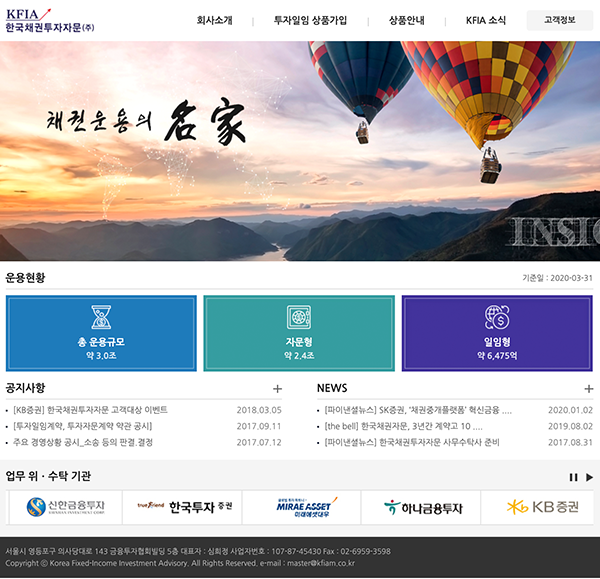 KFIA
한국채권투자자문(주)
회사소개 | 투자일임 상품가입 | 상품안내 | KFIA 소식 고객정보
채권운용의 名家
INSI
운용현황 기준일 : 2020-03-31
총 운용규모
약 3.0조
자문형
약 2.4조
일임형
약 6,475억
공지사항 +
• [KB증권] 한국채권투자자문 고객대상 이벤트 2018.03.05
• [투자일임계약, 투자자문계약 약관 공시] 2017.09.11
• 주요 경영상황 공시_소송 등의 판결.결정 2017.07.12
NEWS +
• [파이낸셜뉴스] SK증권, ‘채권중개플랫폼’ 혁신금융 .... 2020.01.02
• [the bell] 한국채권자문, 3년간 계약고 10 .... 2019.08.02
• [파이낸셜뉴스] 한국채권투자자문 사무수탁사 준비 2017.08.31
업무 위 · 수탁 기관
신한금융투자
SHINHAN INVESTMENT CORP.
true friend 한국투자증권
MIRAE ASSET
미래에셋대우
하나금융투자
KB증권
서울시 영등포구 의사당대로 143 금융투자협회빌딩 5층 대표자 : 심희정 사업자번호 : 107-87-45430 Fax : 02-6959-3598
Copyright ⓒ Korea Fixed-Income Investment Advisory. All Rights Reserved. e-mail : master@kfiam.co.kr